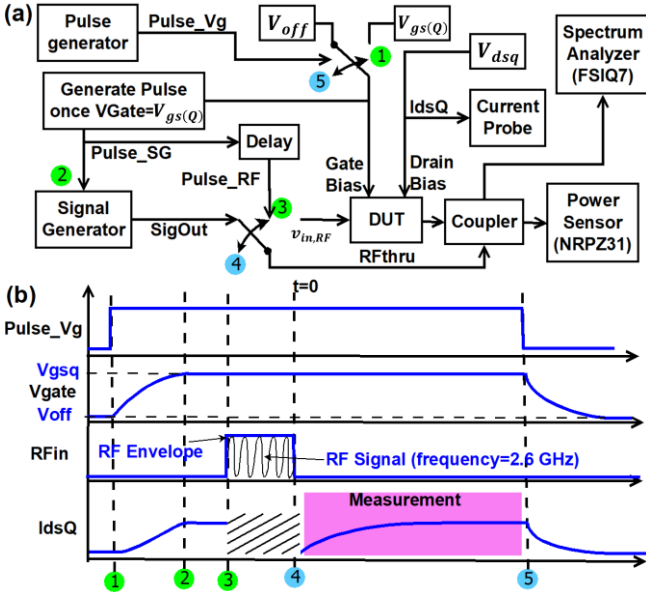 (a)
Pulse
generator
Pulse_Vg
V_off
V_gs(Q)
1
5
V_dsq
Spectrum
Analyzer
(FSIQ7)
Generate Pulse
once VGate=V_gs(Q)
IdsQ
Current
Probe
2
Pulse_SG
Delay
Pulse_RF
3
Gate
Bias
Drain
Bias
Signal
Generator
SigOut
4
v_in,RF
DUT
Coupler
Power
Sensor
(NRPZ31)
RFthru
(b)
t=0
Pulse_Vg
Vgsq
Vgate
Voff
RFin
RF Envelope
RF Signal (frequency=2.6 GHz)
Measurement
IdsQ
1 2 3 4 5